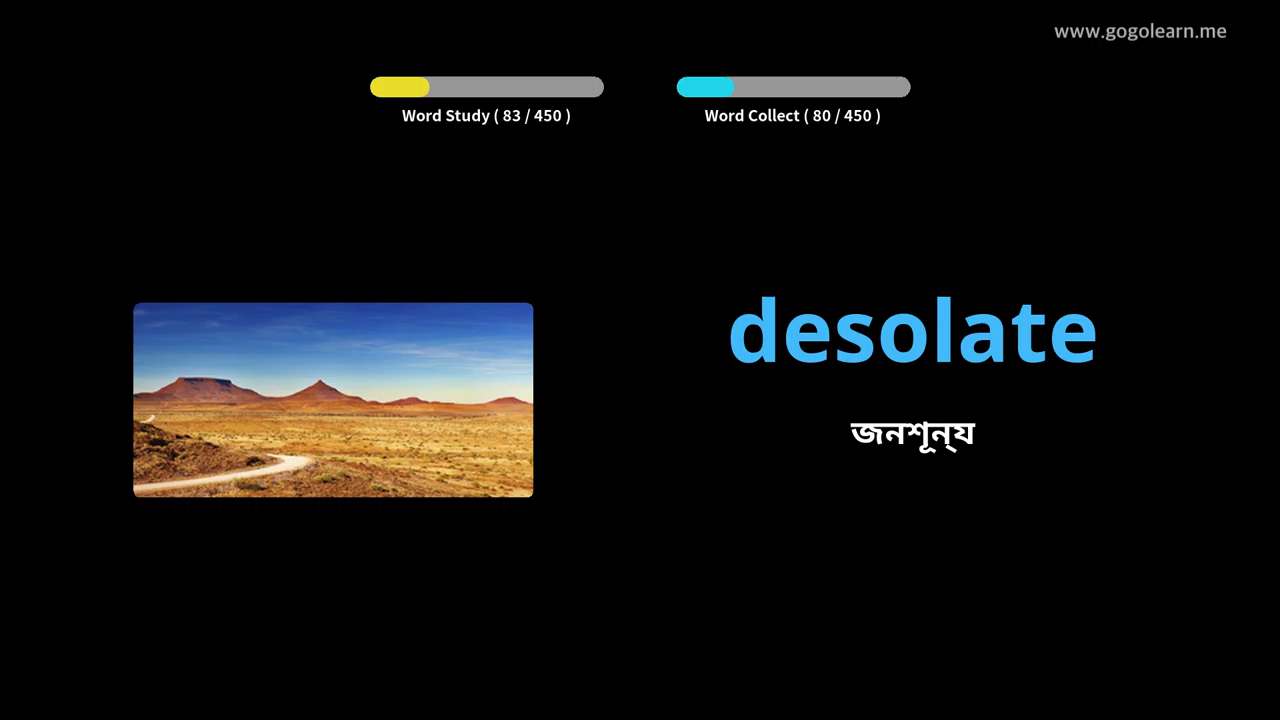 www.gogolearn.me
Word Study ( 83 / 450 )
Word Collect ( 80 / 450 )
desolate
জনশূন্য